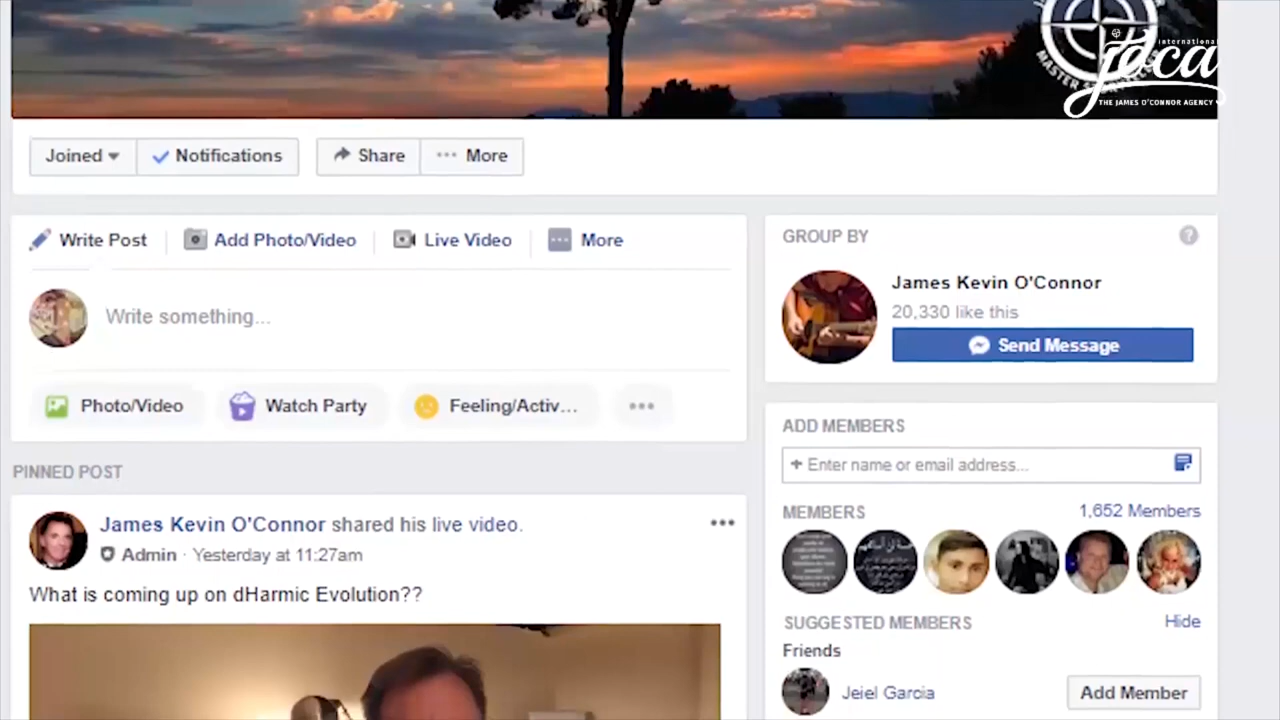 international
joca
THE JAMES O'CONNOR AGENCY
MASTER
Joined
Notifications
Share
More
Write Post
Add Photo/Video
Live Video
More
Write something...
Photo/Video
Watch Party
Feeling/Activ...
PINNED POST
James Kevin O'Connor shared his live video.
Admin · Yesterday at 11:27am
What is coming up on dHarmic Evolution??
GROUP BY
James Kevin O'Connor
20,330 like this
Send Message
ADD MEMBERS
+ Enter name or email address...
MEMBERS
1,652 Members
SUGGESTED MEMBERS
Hide
Friends
Jeiel Garcia
Add Member